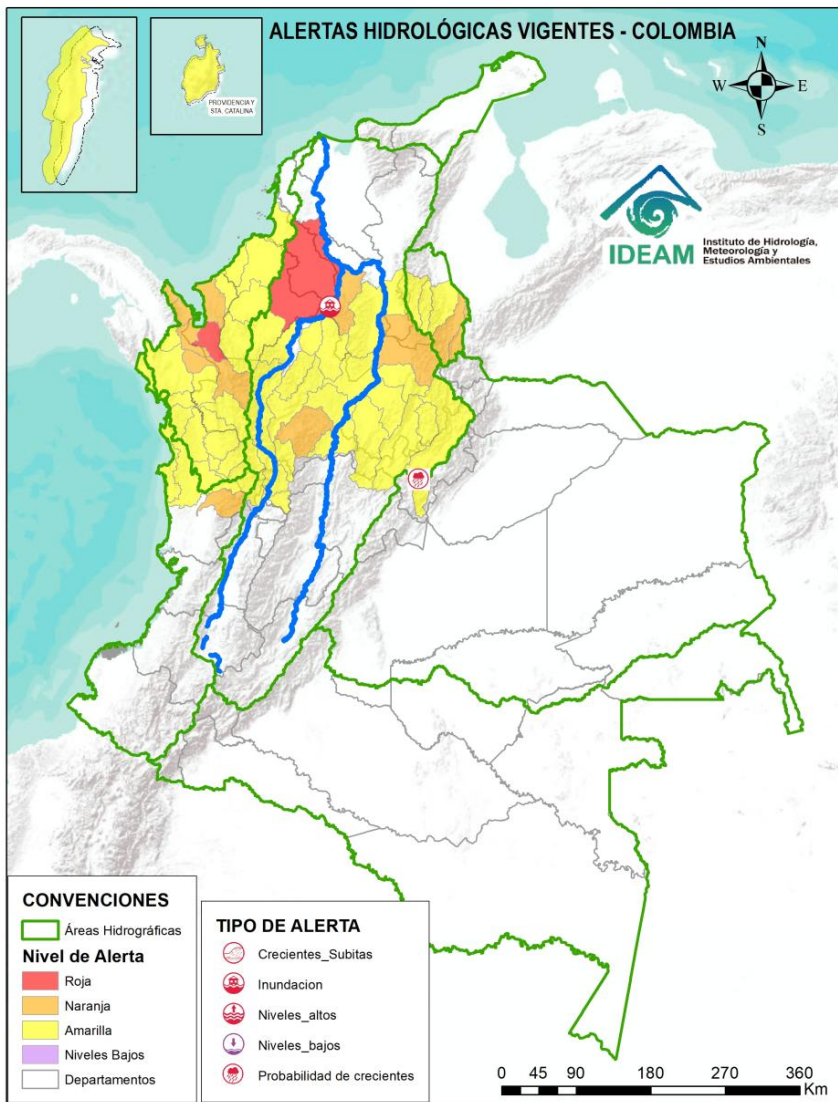 ALERTAS HIDROLÓGICAS VIGENTES - COLOMBIA
PROVIDENCIA Y
STA. CATALINA
N
W
E
S
IDEAM
Instituto de Hidrología,
Meteorología y
Estudios Ambientales
CONVENCIONES
Áreas Hidrográficas
Nivel de Alerta
Roja
Naranja
Amarilla
Niveles Bajos
Departamentos
TIPO DE ALERTA
Crecientes_Subitas
Inundacion
Niveles_altos
Niveles_bajos
Probabilidad de crecientes
0 45 90 180 270 360
Km